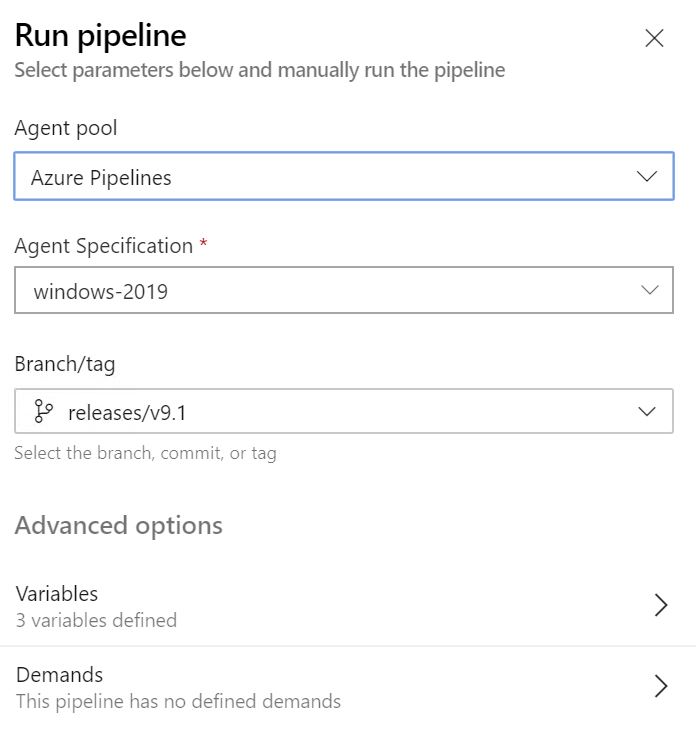 Run pipeline
Select parameters below and manually run the pipeline
Agent pool
Azure Pipelines
Agent Specification *
windows-2019
Branch/tag
releases/v9.1
Select the branch, commit, or tag
Advanced options
Variables
3 variables defined
Demands
This pipeline has no defined demands